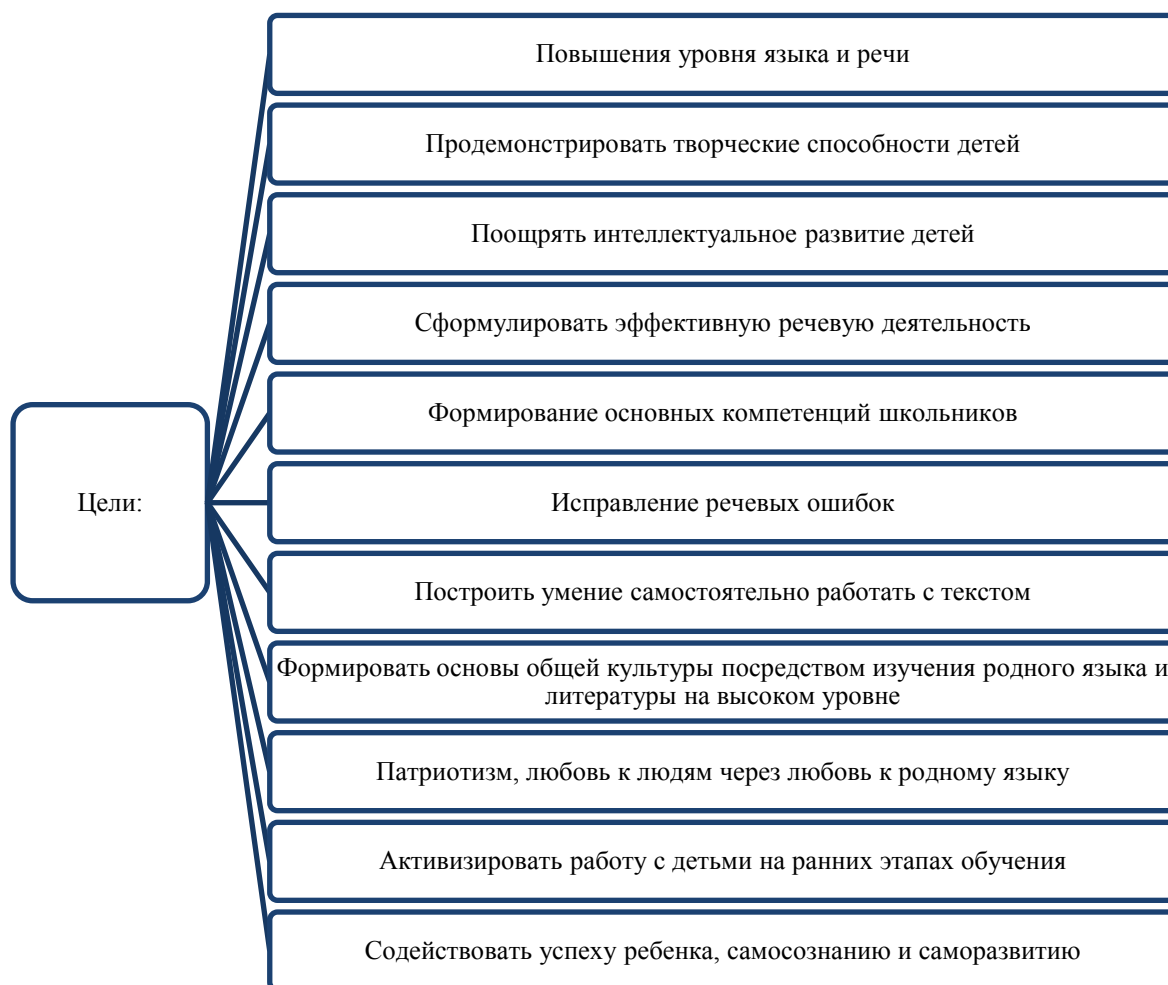 Цели:
Повышения уровня языка и речи
Продемонстрировать творческие способности детей
Поощрять интеллектуальное развитие детей
Сформулировать эффективную речевую деятельность
Формирование основных компетенций школьников
Исправление речевых ошибок
Построить умение самостоятельно работать с текстом
Формировать основы общей культуры посредством изучения родного языка и
литературы на высоком уровне
Патриотизм, любовь к людям через любовь к родному языку
Активизировать работу с детьми на ранних этапах обучения
Содействовать успеху ребенка, самосознанию и саморазвитию